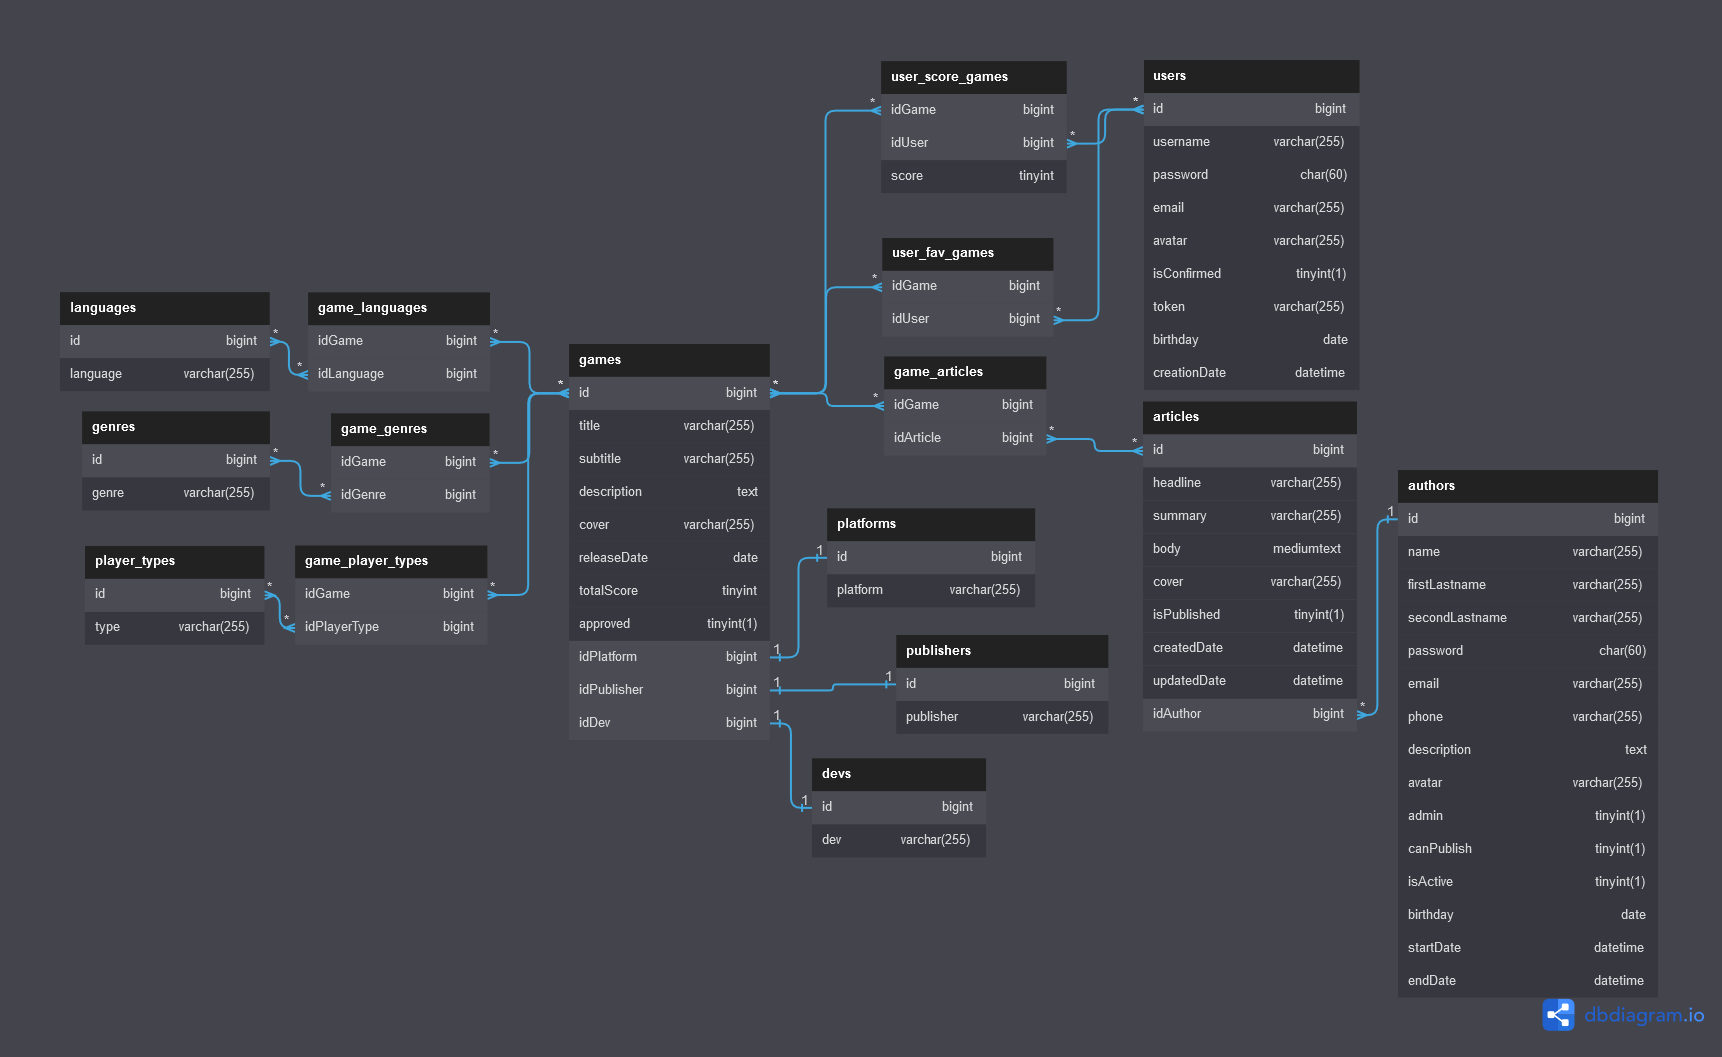 languages
id bigint
language varchar(255)
genres
id bigint
genre varchar(255)
player_types
id bigint
type varchar(255)
game_languages
idGame bigint
idLanguage bigint
game_genres
idGame bigint
idGenre bigint
game_player_types
idGame bigint
idPlayerType bigint
games
id bigint
title varchar(255)
subtitle varchar(255)
description text
cover varchar(255)
releaseDate date
totalScore tinyint
approved tinyint(1)
idPlatform bigint
idPublisher bigint
idDev bigint
user_score_games
idGame bigint
idUser bigint
score tinyint
user_fav_games
idGame bigint
idUser bigint
game_articles
idGame bigint
idArticle bigint
platforms
id bigint
platform varchar(255)
publishers
id bigint
publisher varchar(255)
devs
id bigint
dev varchar(255)
users
id bigint
username varchar(255)
password char(60)
email varchar(255)
avatar varchar(255)
isConfirmed tinyint(1)
token varchar(255)
birthday date
creationDate datetime
articles
id bigint
headline varchar(255)
summary varchar(255)
body mediumtext
cover varchar(255)
isPublished tinyint(1)
createdDate datetime
updatedDate datetime
idAuthor bigint
authors
id bigint
name varchar(255)
firstLastname varchar(255)
secondLastname varchar(255)
password char(60)
email varchar(255)
phone varchar(255)
description text
avatar varchar(255)
admin tinyint(1)
canPublish tinyint(1)
isActive tinyint(1)
birthday date
startDate datetime
endDate datetime
* * * * * * * * * * * * * * * * * * * *
1 1 1 1 1 1 1
dbdiagram.io